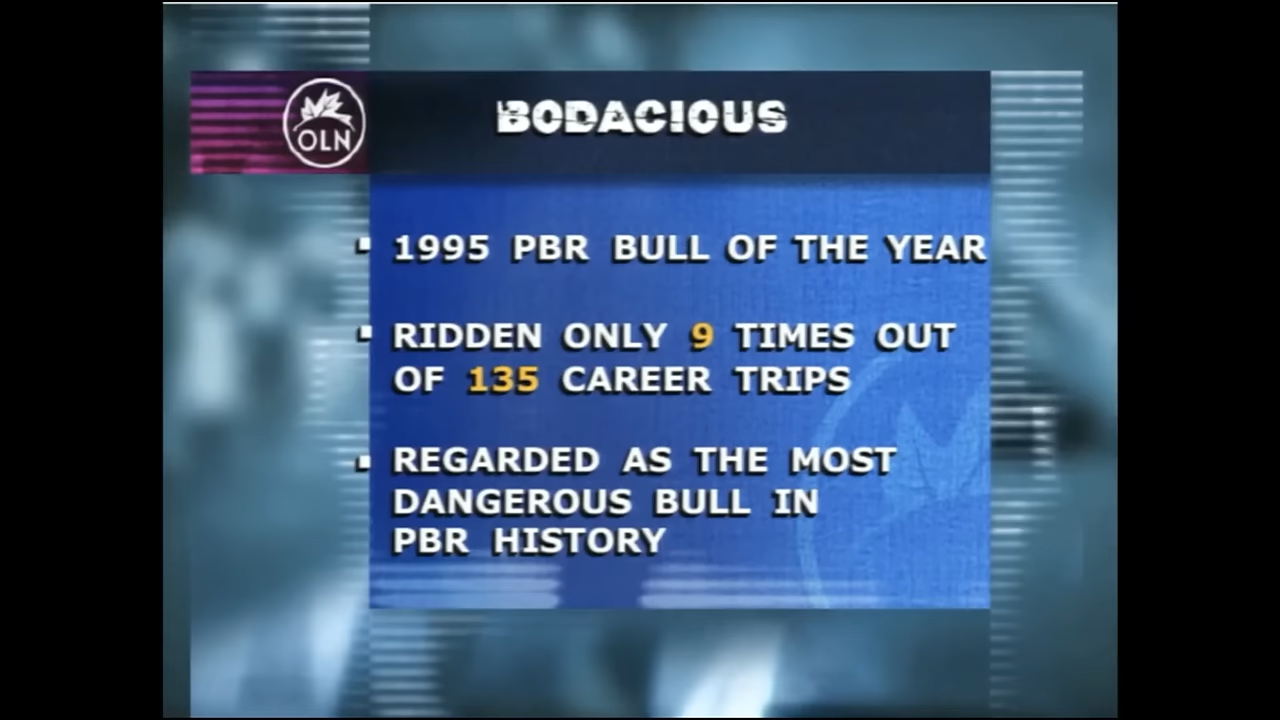 OLN
BODACIOUS
▪ 1995 PBR BULL OF THE YEAR
▪ RIDDEN ONLY 9 TIMES OUT
OF 135 CAREER TRIPS
▪ REGARDED AS THE MOST
DANGEROUS BULL IN
PBR HISTORY